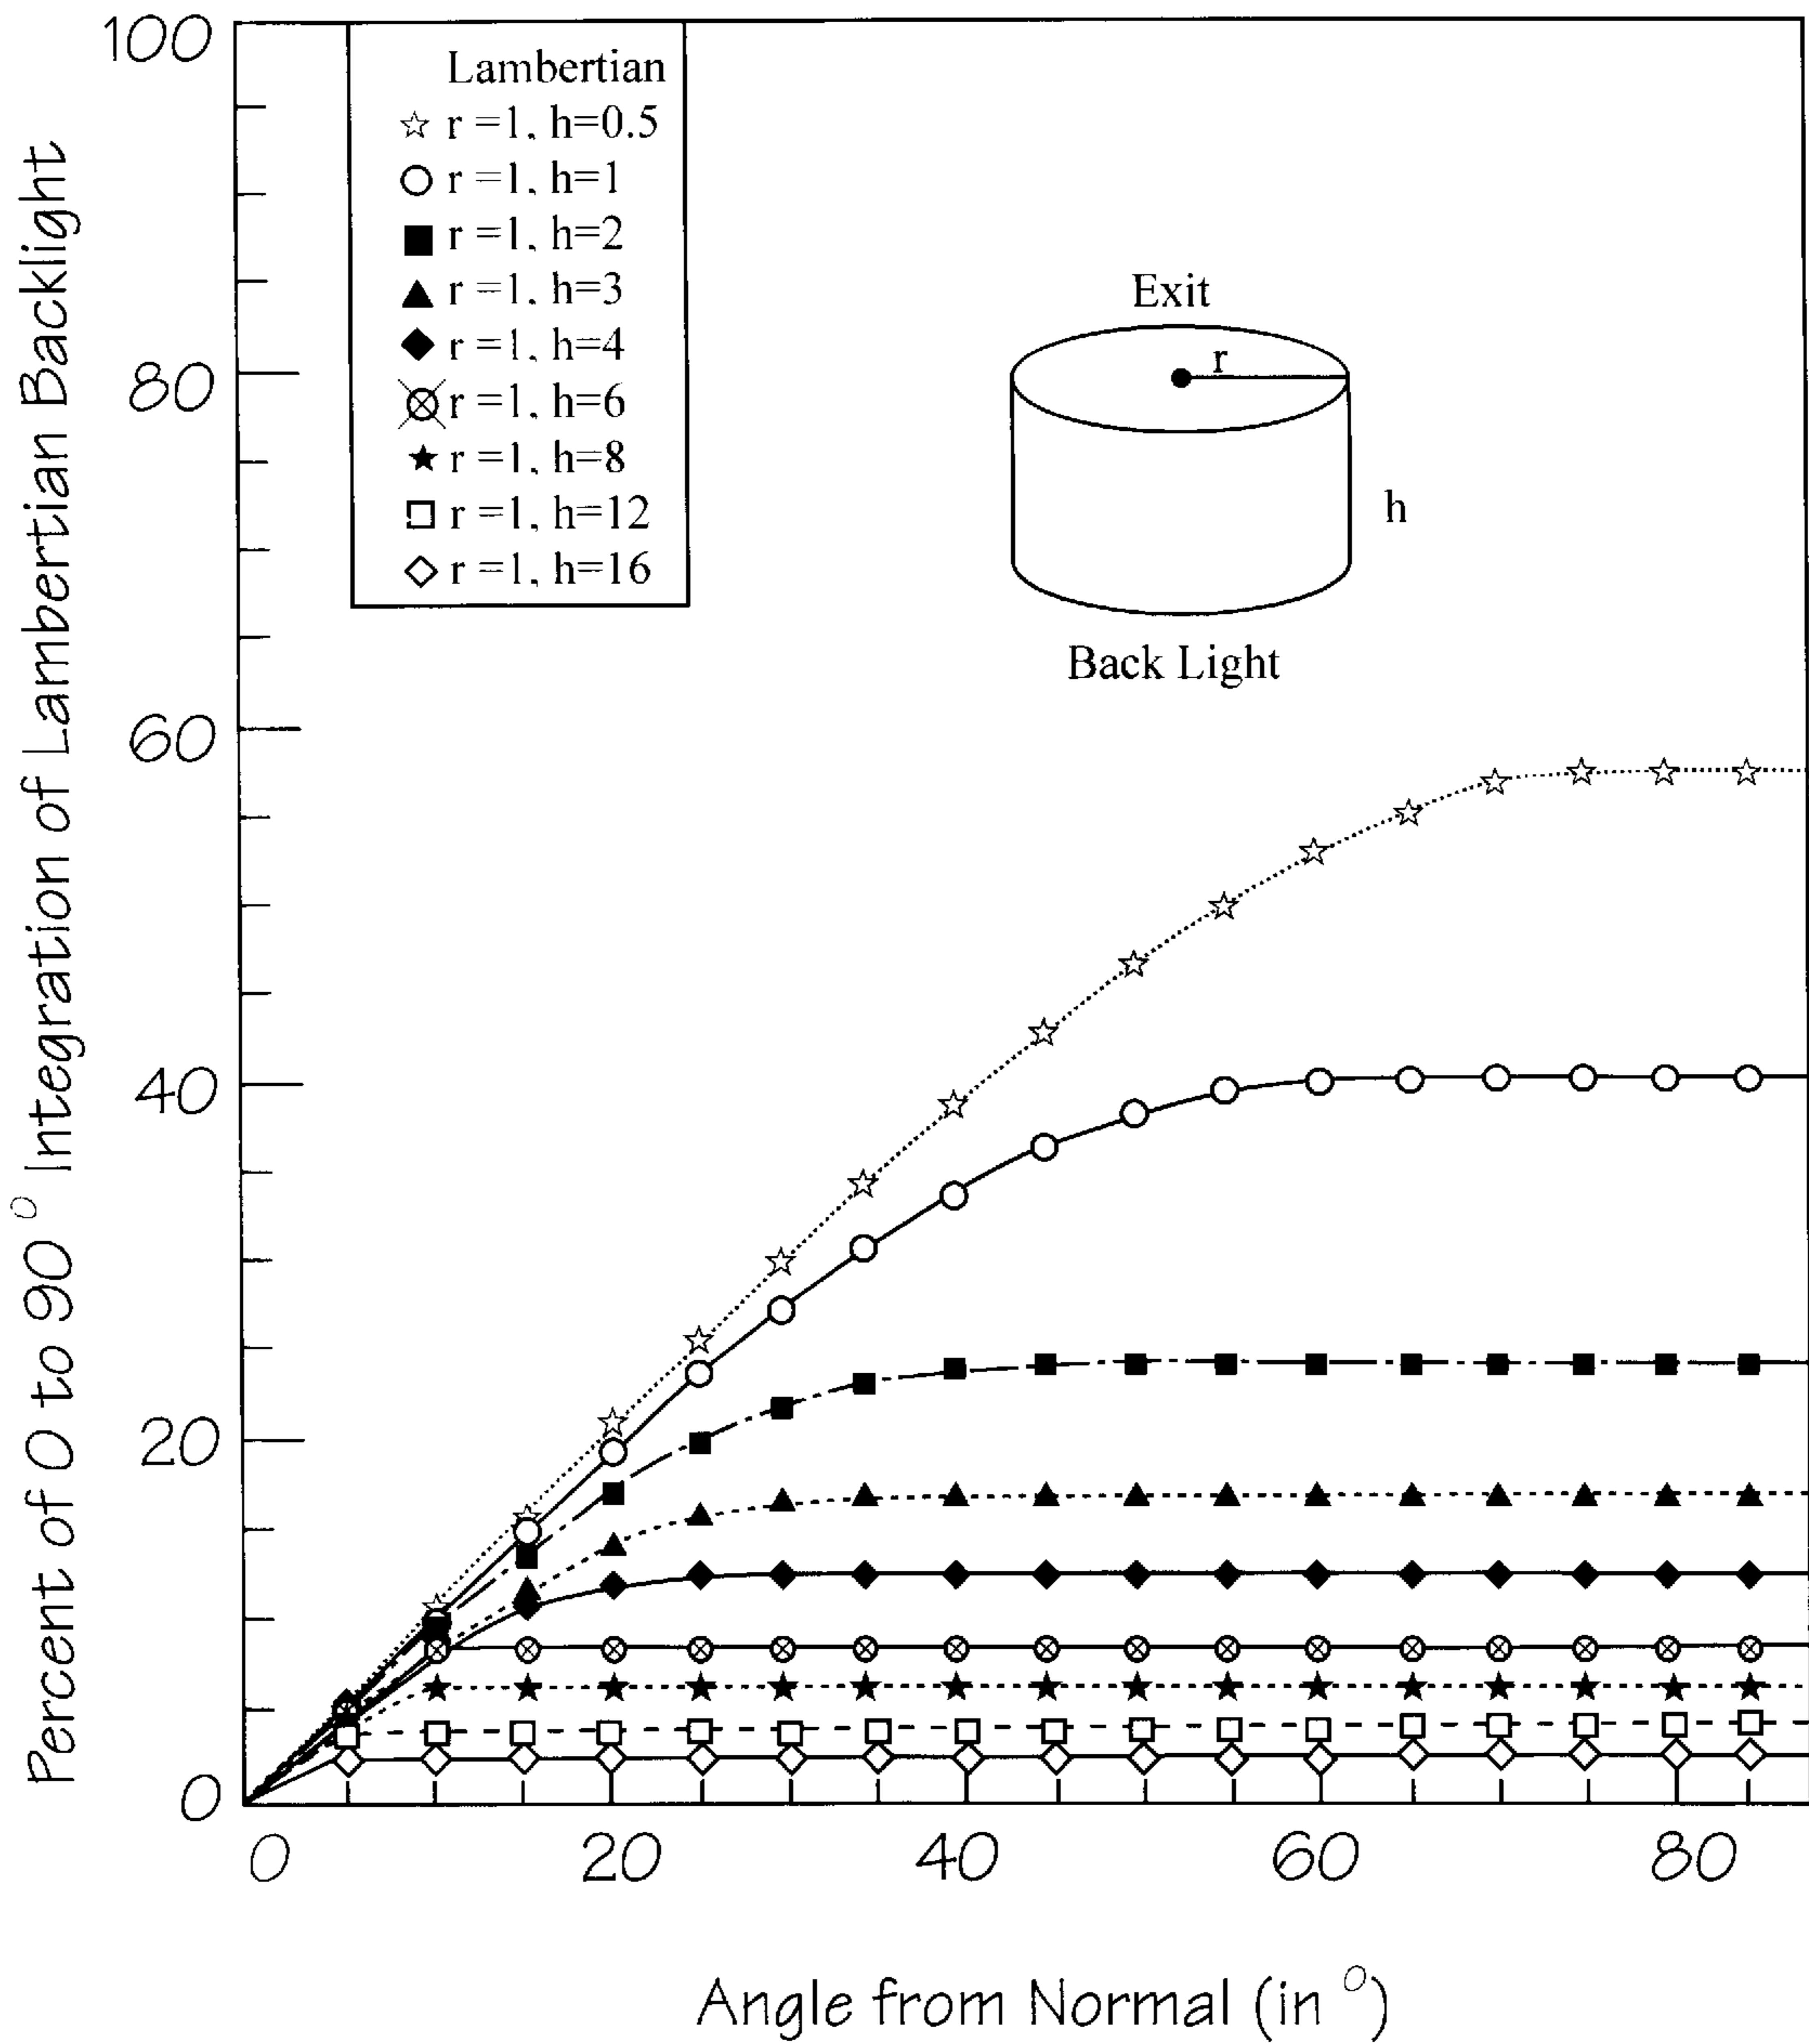 Percent of 0 to 90° Integration of Lambertian Backlight
100
80
60
40
20
0
Lambertian
r =1, h=0.5
r =1, h=1
r =1, h=2
r =1, h=3
r =1, h=4
r =1, h=6
r =1, h=8
r =1, h=12
r =1, h=16
Exit
r
h
Back Light
0 20 40 60 80
Angle from Normal (in °)